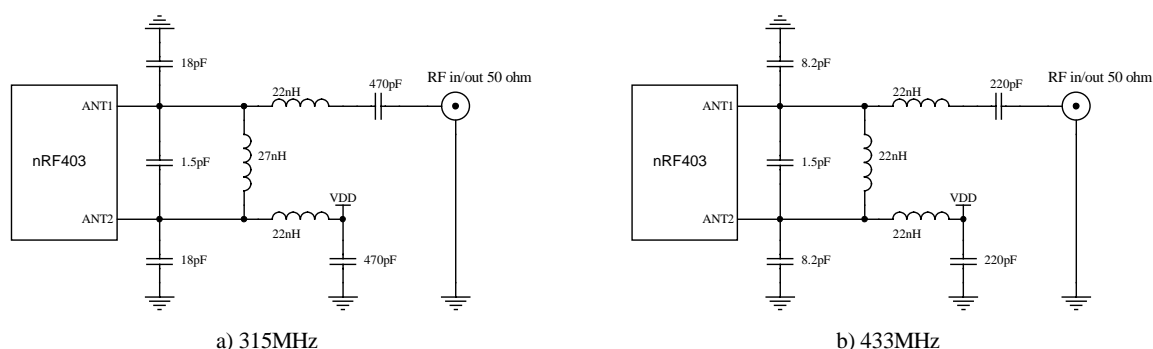 18pF
470pF
RF in/out 50 ohm
22nH
ANT1
nRF403
1.5pF
27nH
VDD
ANT2
22nH
18pF
470pF
a) 315MHz
8.2pF
220pF
RF in/out 50 ohm
22nH
ANT1
nRF403
1.5pF
22nH
VDD
ANT2
22nH
8.2pF
220pF
b) 433MHz